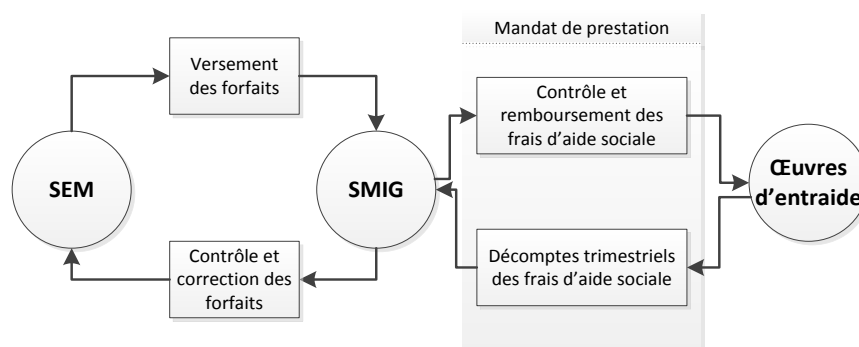 Mandat de prestation
Versement
des forfaits
Contrôle et
remboursement des
frais d'aide sociale
SEM
SMIG
Œuvres
d'entraide
Contrôle et
correction des
forfaits
Décomptes trimestriels
des frais d'aide sociale